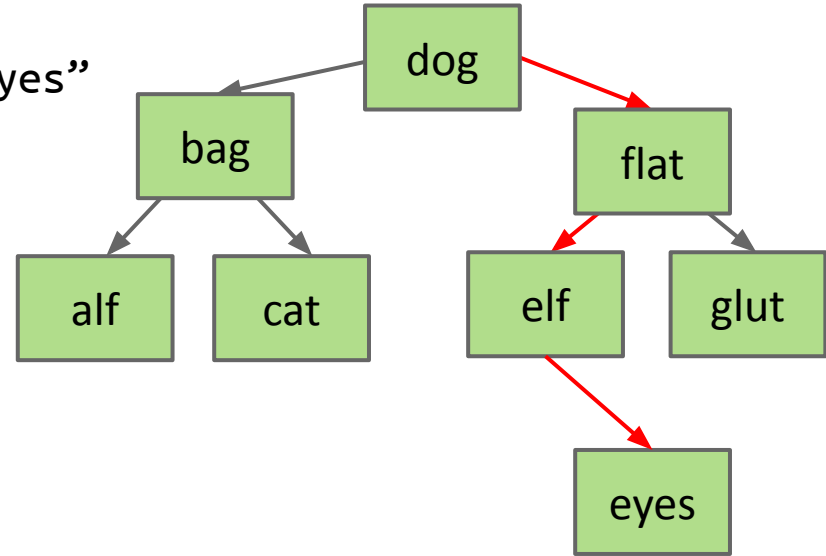 yes”
dog
bag
flat
alf
cat
elf
glut
eyes